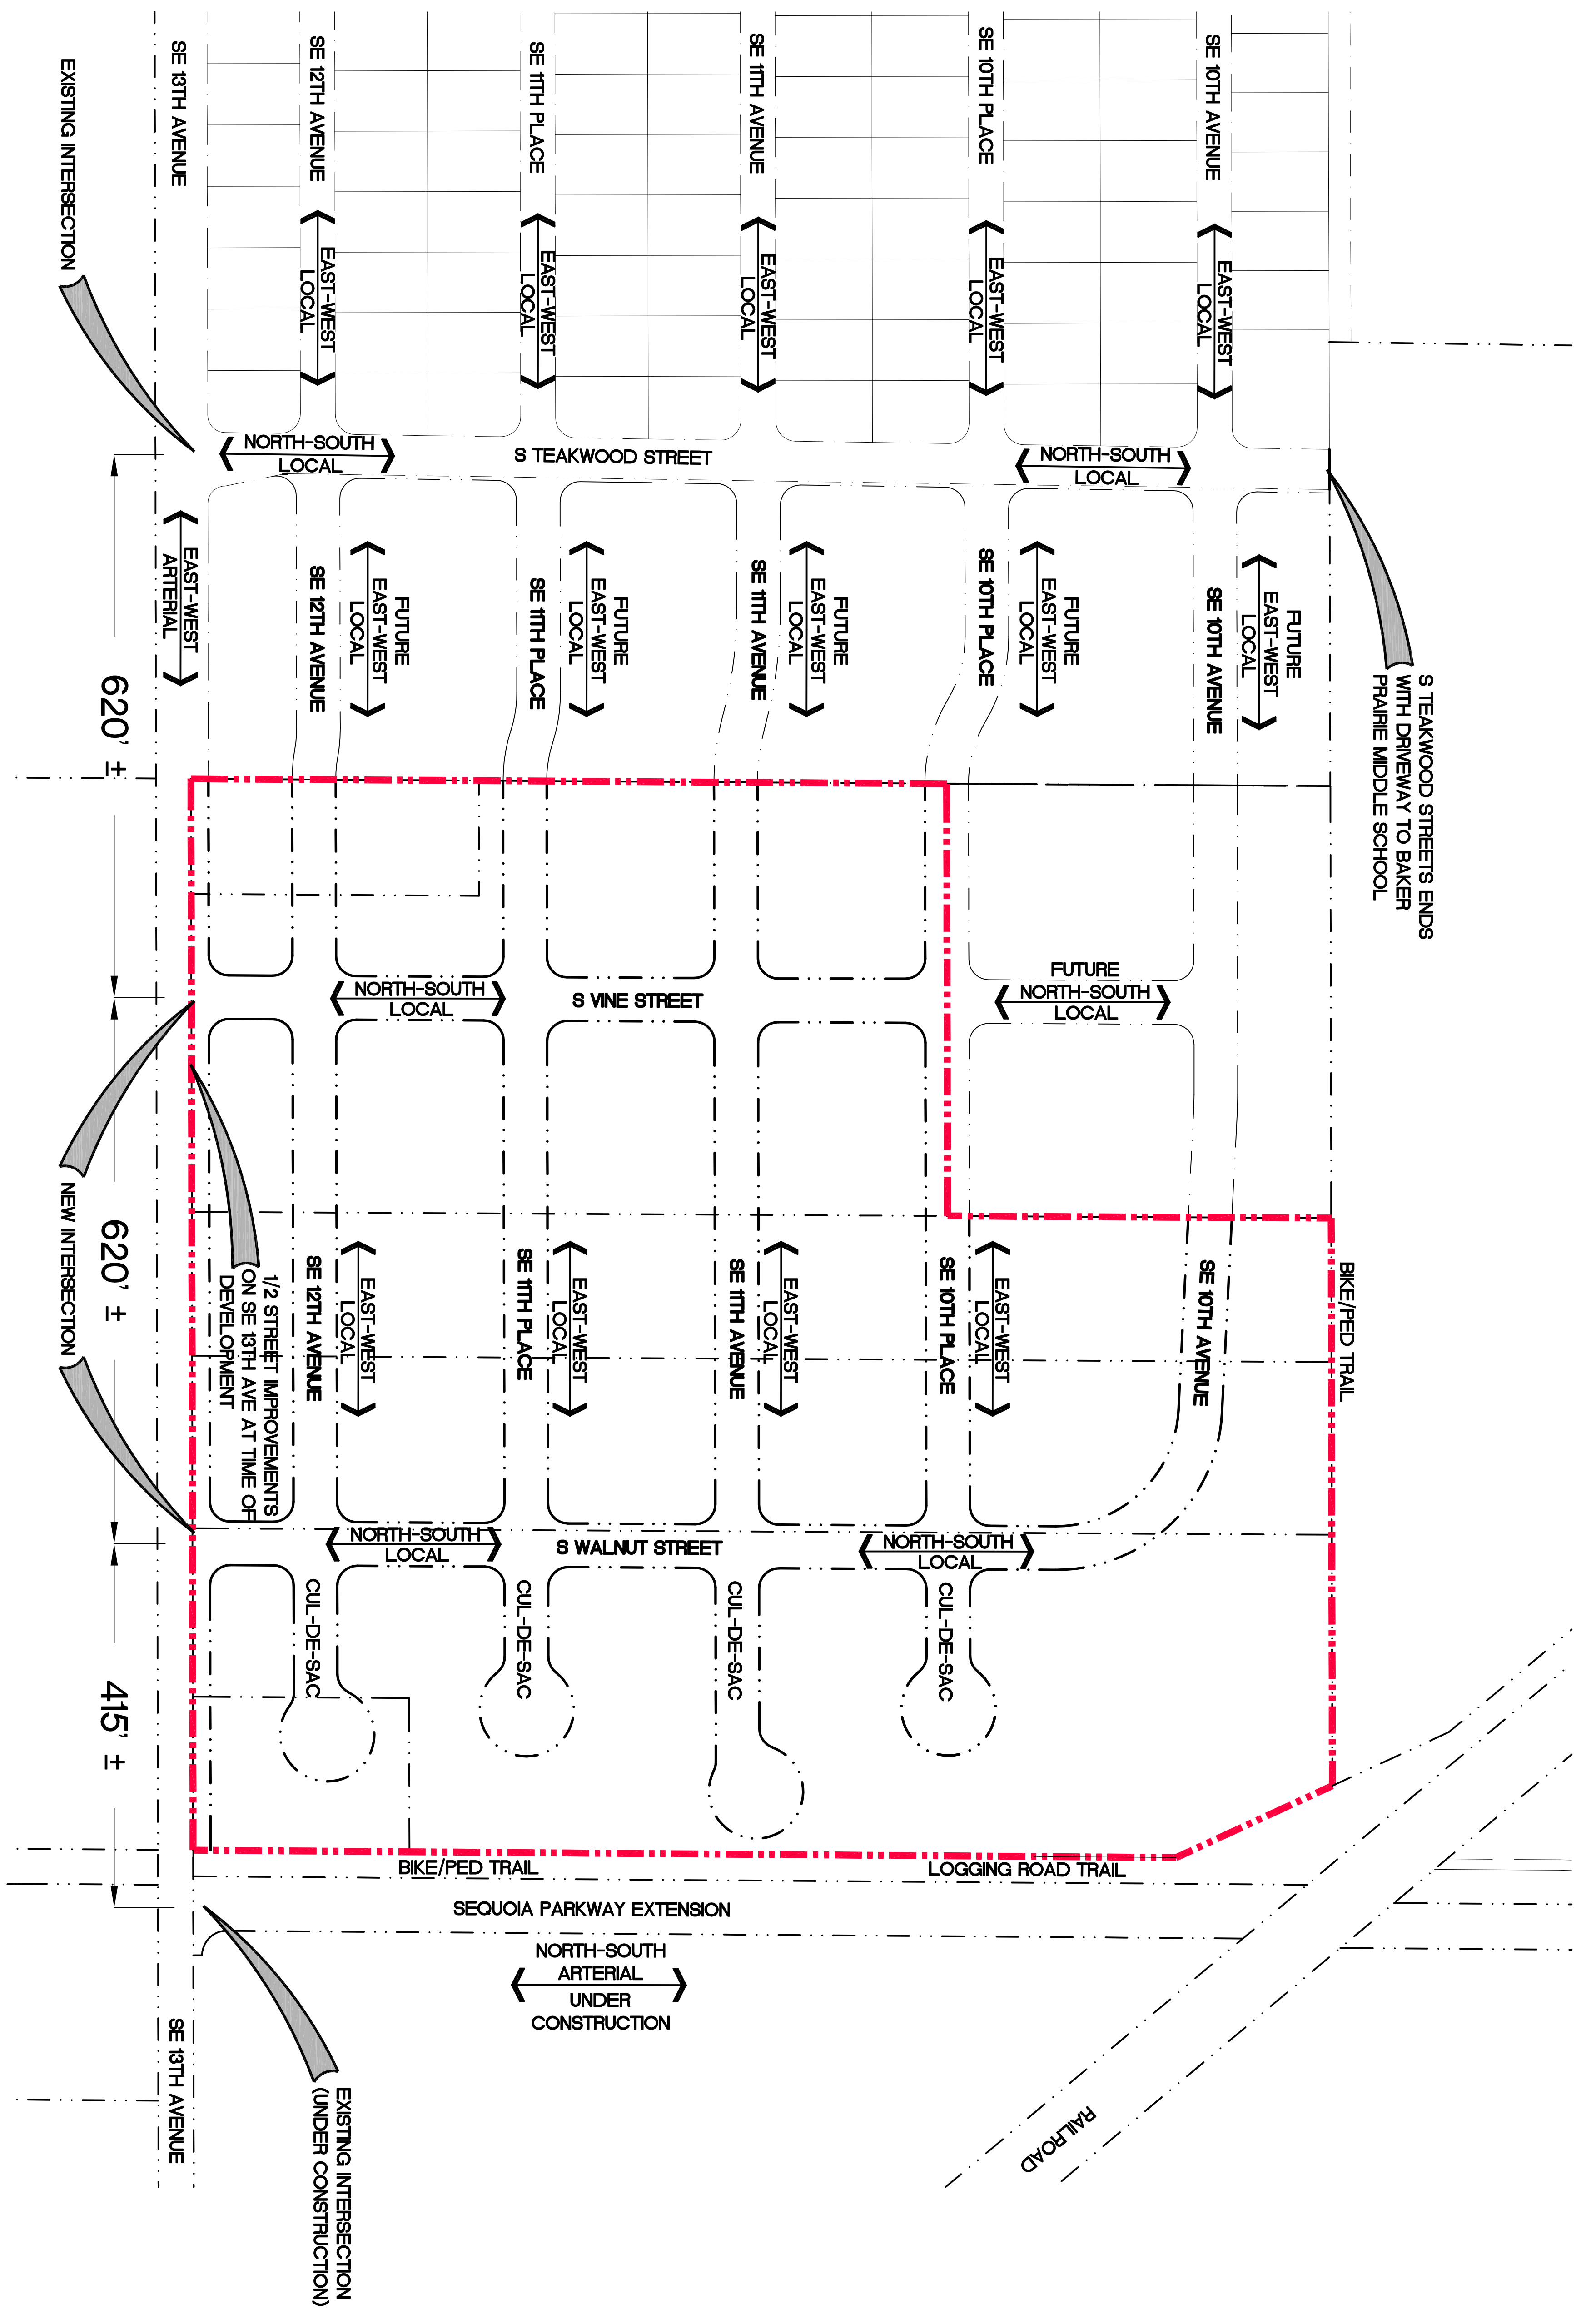 SE 13TH AVENUE
SE 12TH AVENUE
SE 11TH PLACE
SE 11TH AVENUE
SE 10TH PLACE
SE 10TH AVENUE
EXISTING INTERSECTION
EAST-WEST
LOCAL
EAST-WEST
LOCAL
EAST-WEST
LOCAL
EAST-WEST
LOCAL
EAST-WEST
LOCAL
NORTH-SOUTH
LOCAL
S TEAKWOOD STREET
NORTH-SOUTH
LOCAL
EAST-WEST
ARTERIAL
FUTURE
EAST-WEST
LOCAL
SE 12TH AVENUE
FUTURE
EAST-WEST
LOCAL
SE 11TH PLACE
FUTURE
EAST-WEST
LOCAL
SE 11TH AVENUE
FUTURE
EAST-WEST
LOCAL
SE 10TH PLACE
FUTURE
EAST-WEST
LOCAL
SE 10TH AVENUE
S TEAKWOOD STREETS ENDS
WITH DRIVEWAY TO BAKER
PRAIRIE MIDDLE SCHOOL
620' ±
NORTH-SOUTH
LOCAL
S VINE STREET
FUTURE
NORTH-SOUTH
LOCAL
NEW INTERSECTION
620' ±
1/2 STREET IMPROVEMENTS
ON SE 13TH AVE AT TIME OF
DEVELORMENT
EAST-WEST
LOCAL
SE 12TH AVENUE
EAST-WEST
LOCAL
SE 11TH PLACE
EAST-WEST
LOCAL
SE 11TH AVENUE
EAST-WEST
LOCAL
SE 10TH PLACE
SE 10TH AVENUE
BIKE/PED TRAIL
NORTH-SOUTH
LOCAL
S WALNUT STREET
NORTH-SOUTH
LOCAL
CUL-DE-SAC
CUL-DE-SAC
CUL-DE-SAC
CUL-DE-SAC
415' ±
BIKE/PED TRAIL
LOGGING ROAD TRAIL
SEQUOIA PARKWAY EXTENSION
NORTH-SOUTH
ARTERIAL
UNDER
CONSTRUCTION
SE 13TH AVENUE
EXISTING INTERSECTION
(UNDER CONSTRUCTION)
RAILROAD